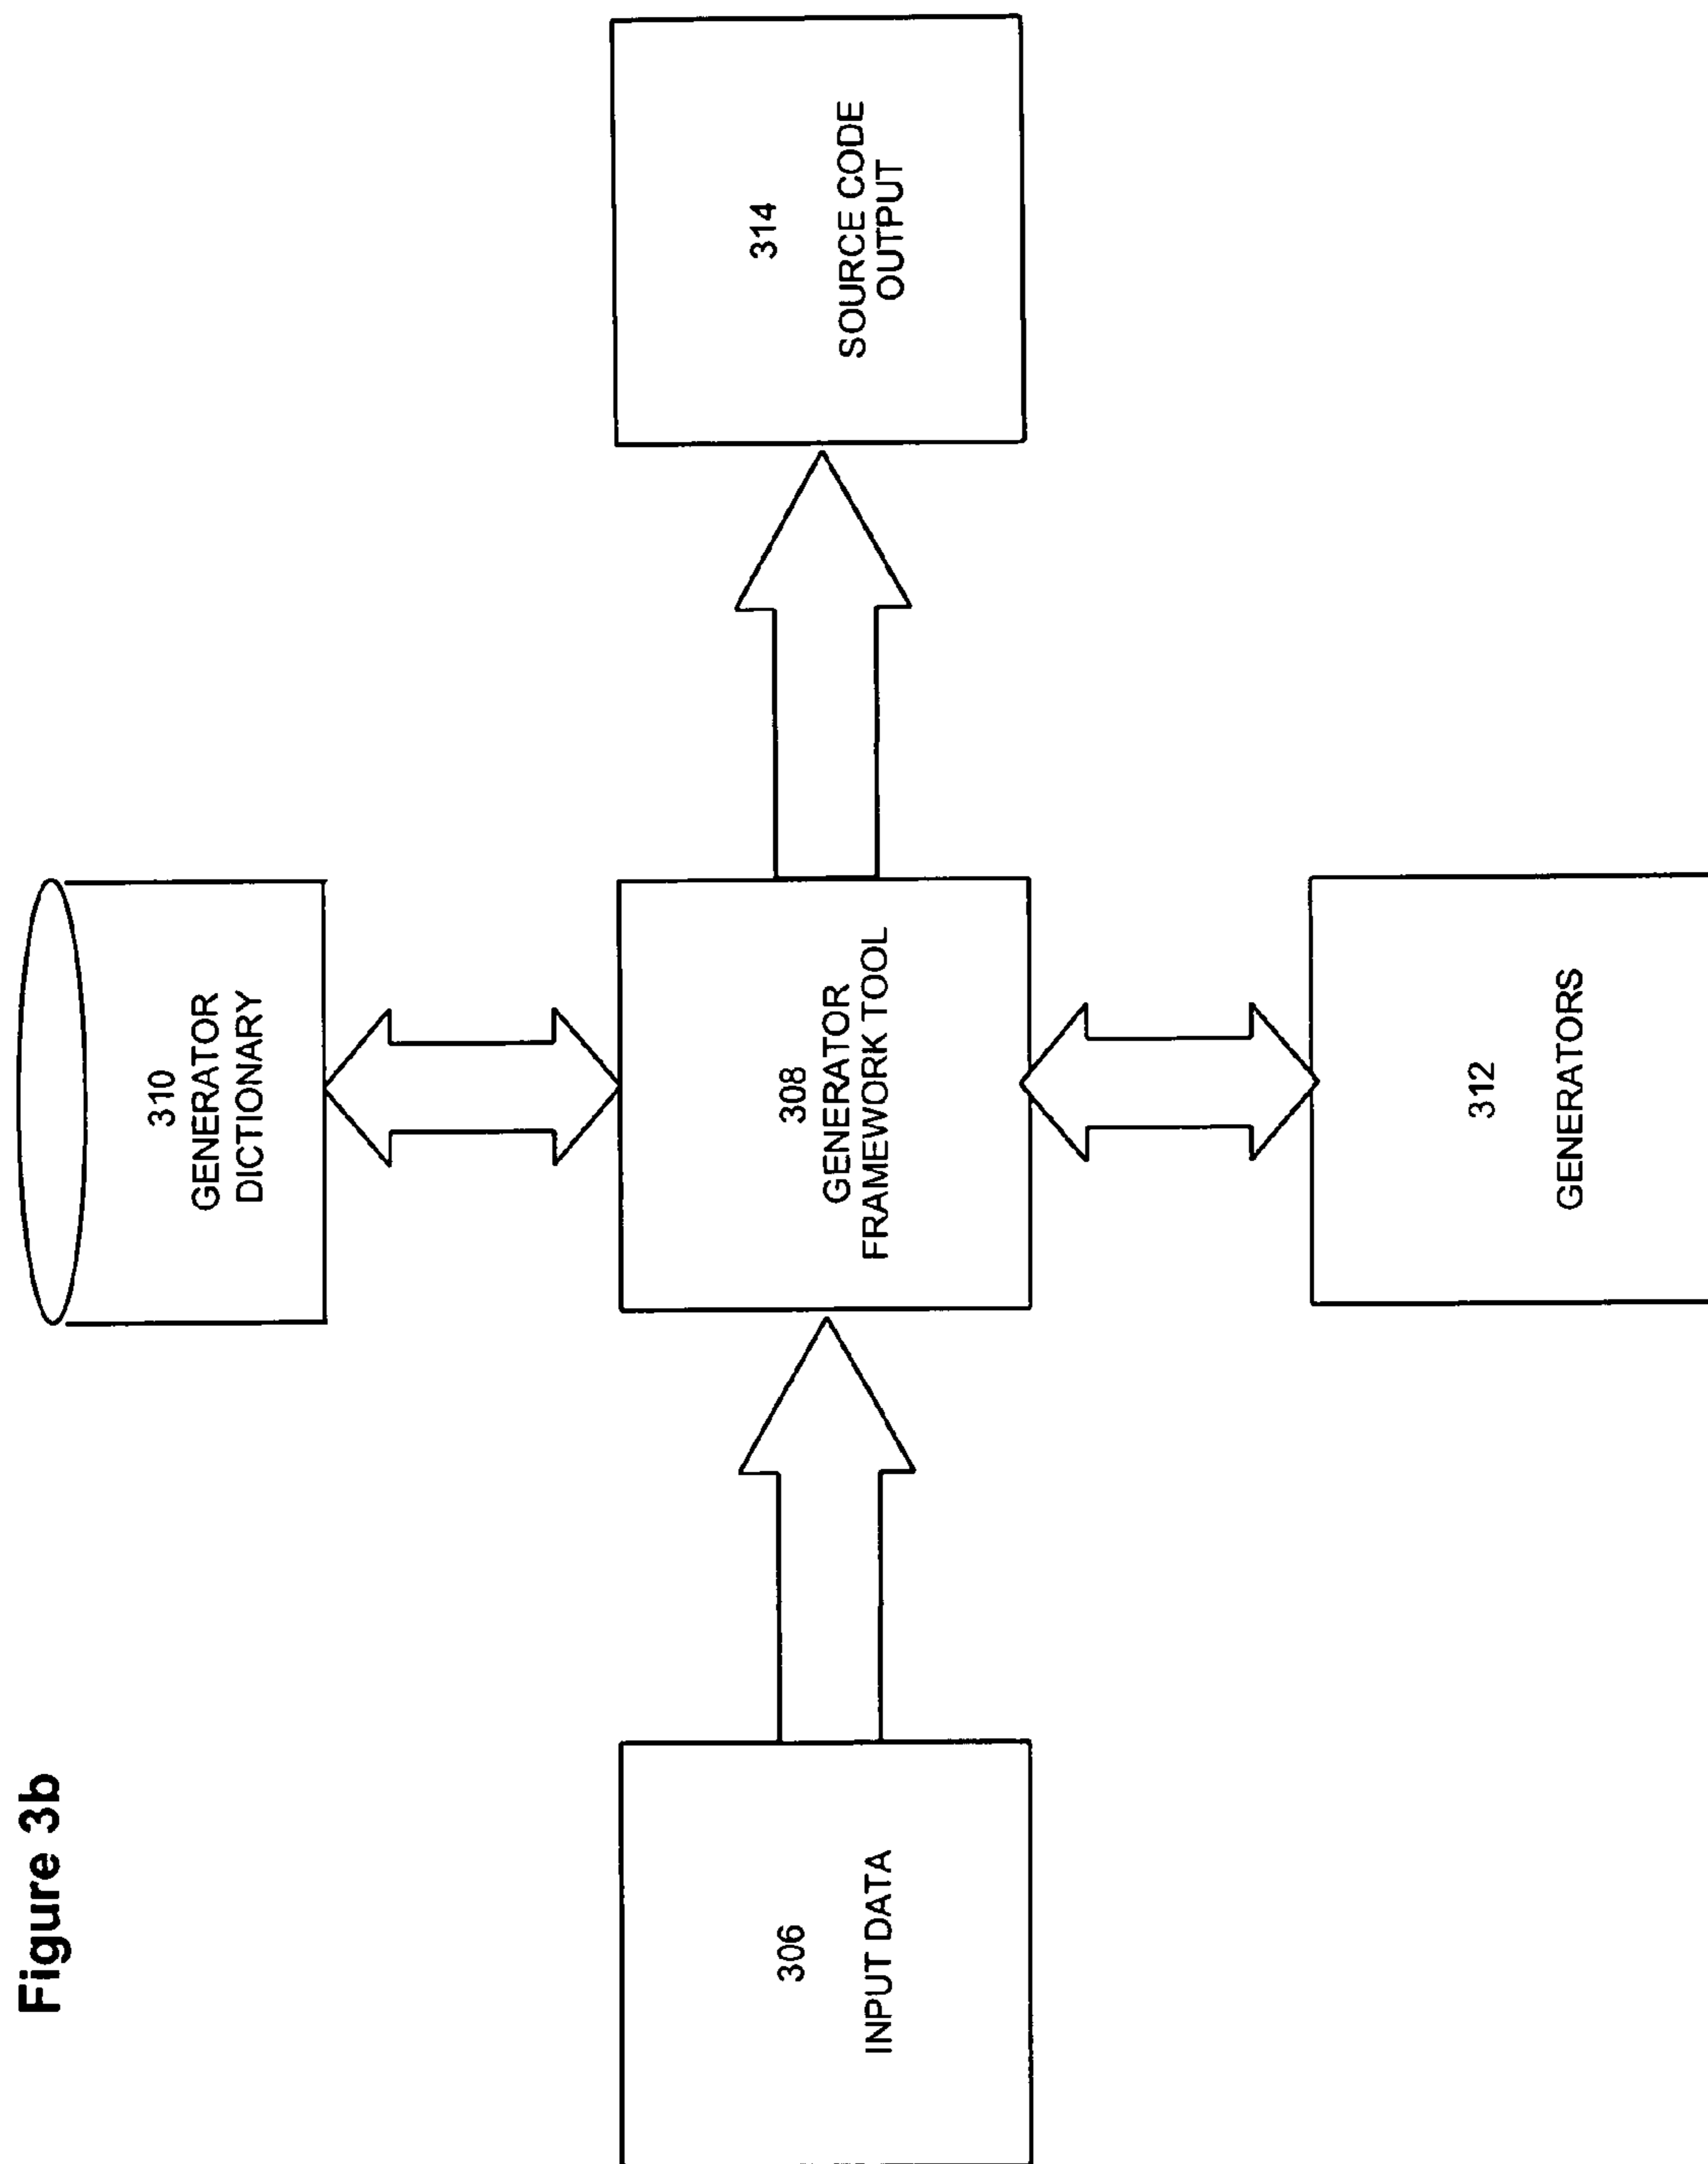 Figure 3b
310
GENERATOR
DICTIONARY
306
INPUT DATA
308
GENERATOR
FRAMEWORK TOOL
314
SOURCE CODE
OUTPUT
312
GENERATORS